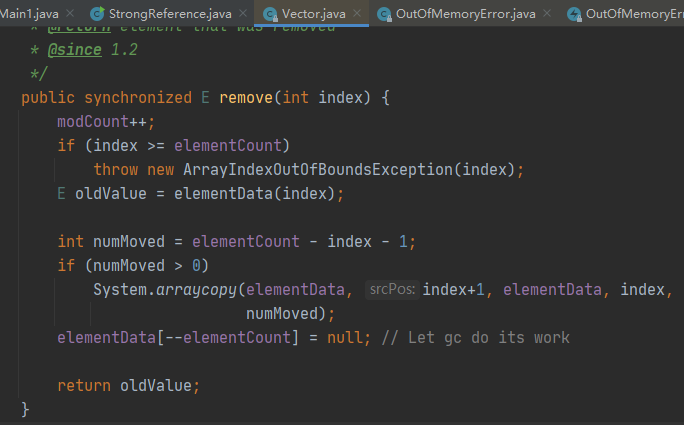 Main1.java × StrongReference.java × Vector.java × OutOfMemoryError.java × OutOfMemoryEr
* @return element that was removed
* @since 1.2
*/
public synchronized E remove(int index) {
modCount++;
if (index >= elementCount)
throw new ArrayIndexOutOfBoundsException(index);
E oldValue = elementData(index);
int numMoved = elementCount - index - 1;
if (numMoved > 0)
System.arraycopy(elementData, srcPos: index+1, elementData, index,
numMoved);
elementData[--elementCount] = null; // Let gc do its work
return oldValue;
}